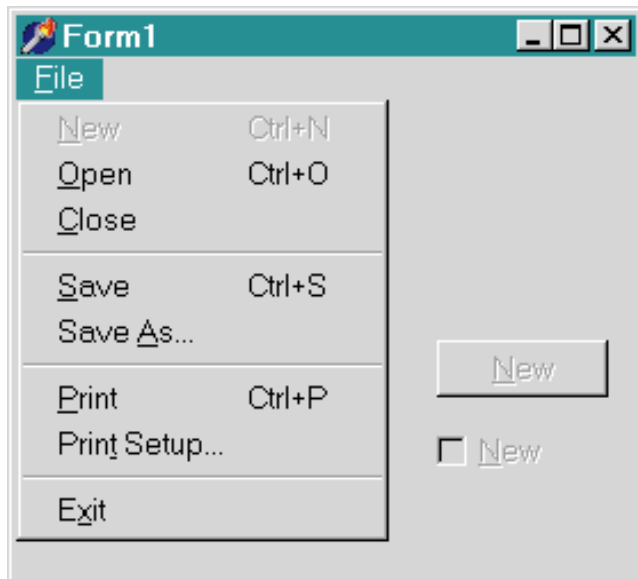 Form1
File
New Ctrl+N
Open Ctrl+O
Close
Save Ctrl+S
Save As...
Print Ctrl+P
Print Setup...
Exit
New
New